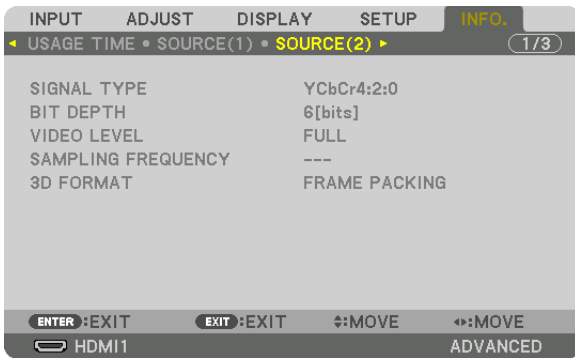 INPUT ADJUST DISPLAY SETUP INFO.
USAGE TIME • SOURCE(1) • SOURCE(2) 1/3
SIGNAL TYPE YCbCr4:2:0
BIT DEPTH 6[bits]
VIDEO LEVEL FULL
SAMPLING FREQUENCY ---
3D FORMAT FRAME PACKING
ENTER :EXIT EXIT :EXIT :MOVE :MOVE
HDMI1 ADVANCED